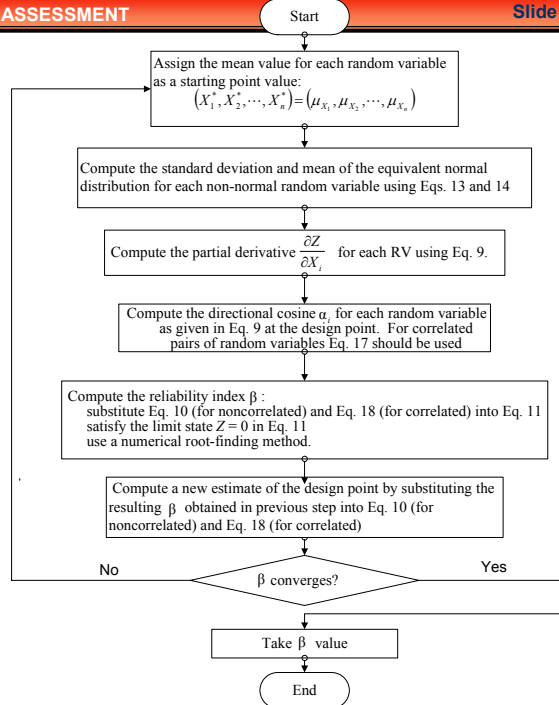 ASSESSMENT
Slide
Start
Assign the mean value for each random variable
as a starting point value:
(X₁*, X₂*, ⋯, Xₙ*) = (μ_{X₁}, μ_{X₂}, ⋯, μ_{Xₙ})
Compute the standard deviation and mean of the equivalent normal
distribution for each non-normal random variable using Eqs. 13 and 14
Compute the partial derivative ∂Z/∂Xᵢ for each RV using Eq. 9.
Compute the directional cosine αᵢ for each random variable
as given in Eq. 9 at the design point. For correlated
pairs of random variables Eq. 17 should be used
Compute the reliability index β :
substitute Eq. 10 (for noncorrelated) and Eq. 18 (for correlated) into Eq. 11
satisfy the limit state Z = 0 in Eq. 11
use a numerical root-finding method.
Compute a new estimate of the design point by substituting the
resulting β obtained in previous step into Eq. 10 (for
noncorrelated) and Eq. 18 (for correlated)
No
β converges?
Yes
Take β value
End